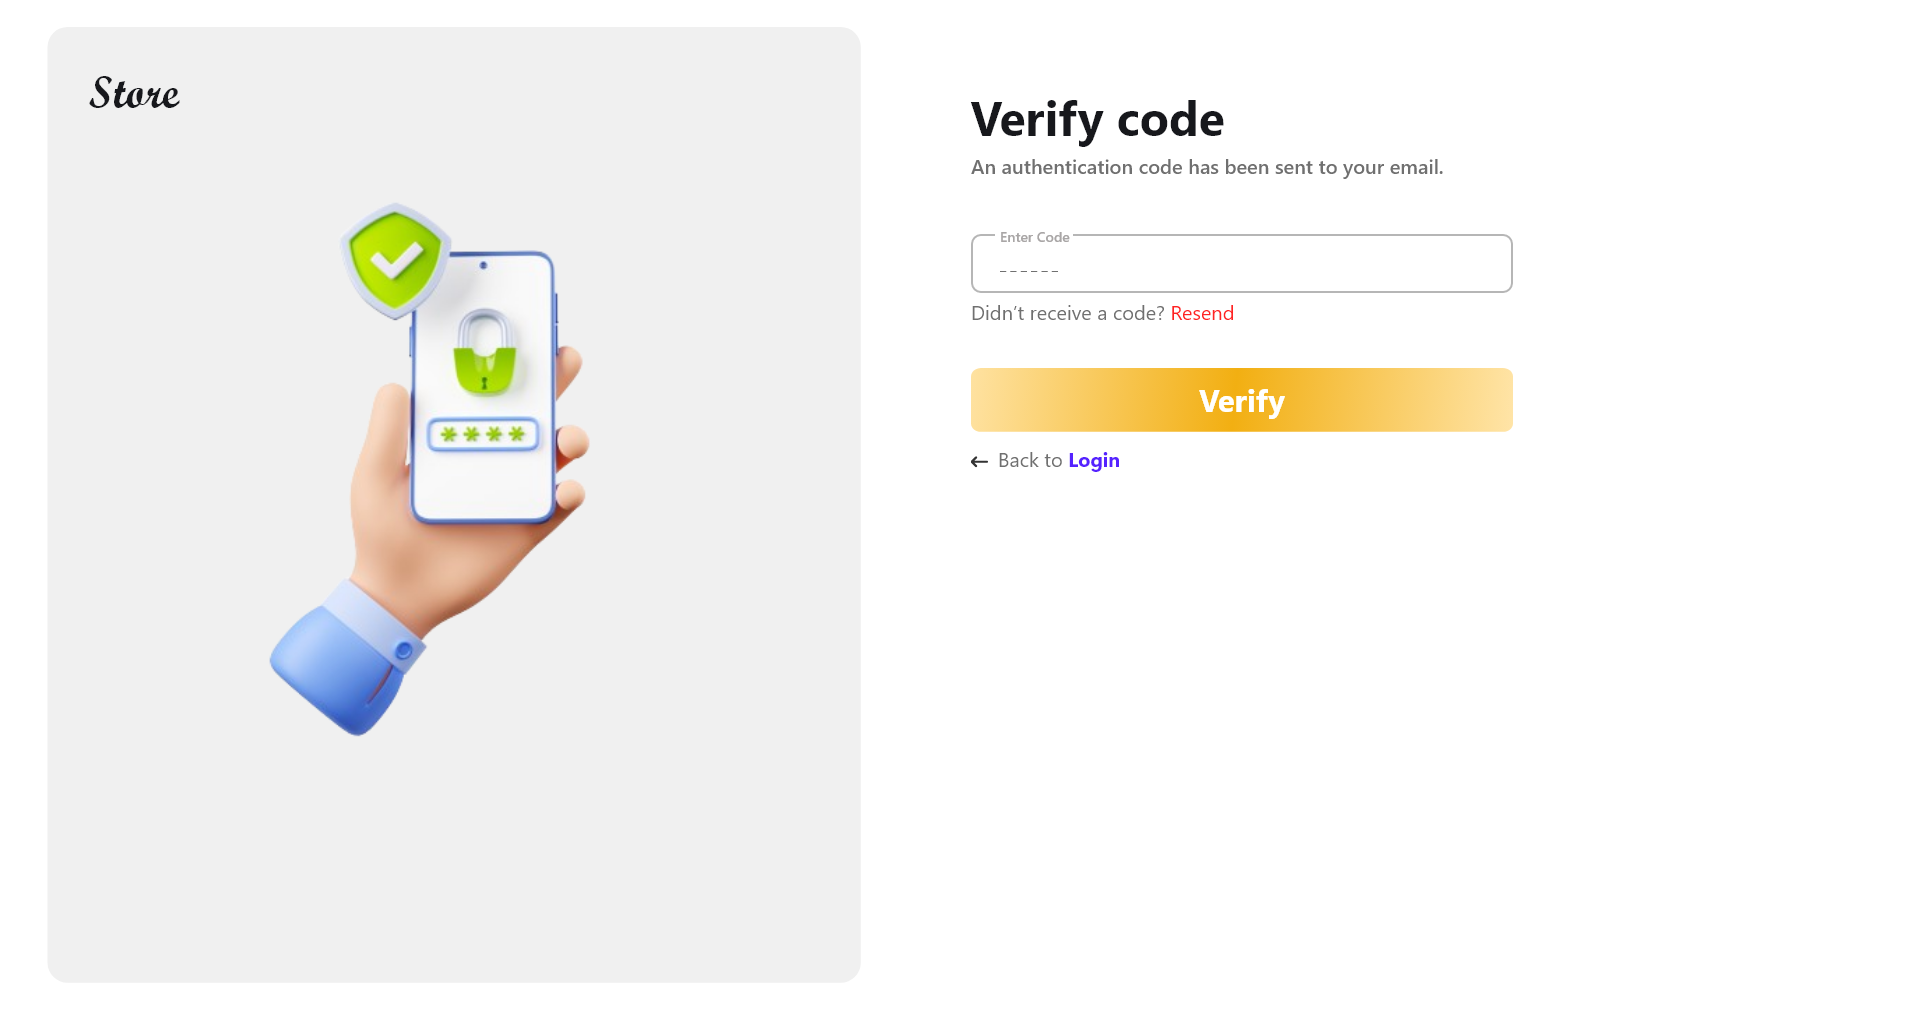 Store
Verify code
An authentication code has been sent to your email.
Enter Code
------
Didn’t receive a code? Resend
Verify
← Back to Login
****